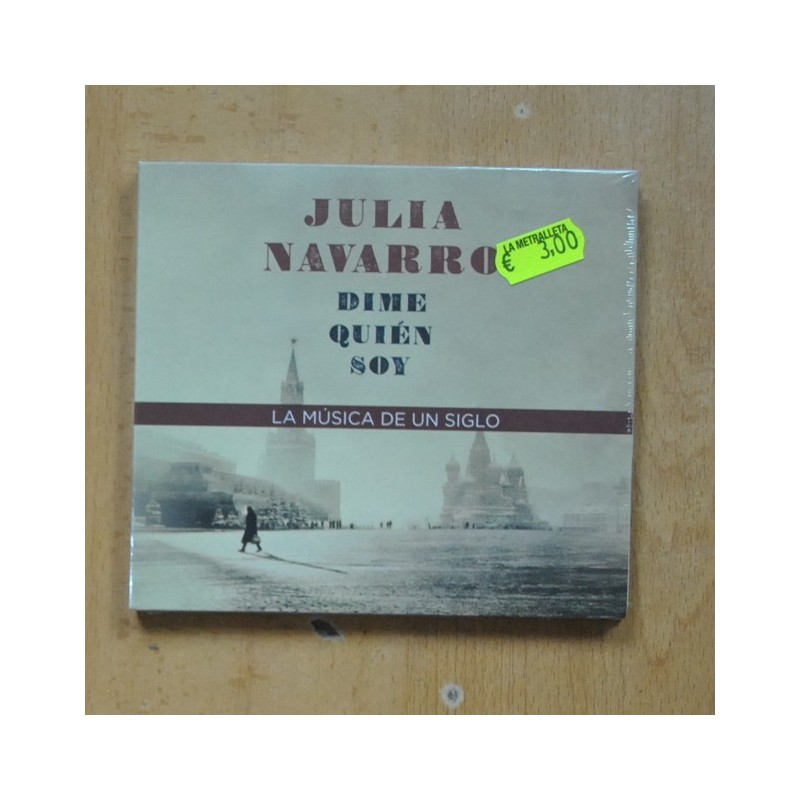 JULIA
NAVARRO
LA METRALLETA
€ 3,00
DIME
QUIÉN
SOY
LA MÚSICA DE UN SIGLO